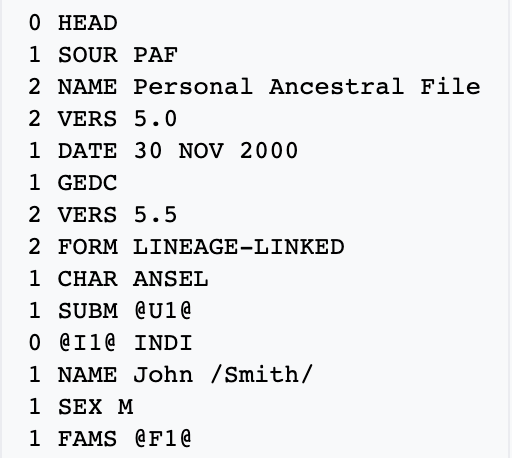 0 HEAD
1 SOUR PAF
2 NAME Personal Ancestral File
2 VERS 5.0
1 DATE 30 NOV 2000
1 GEDC
2 VERS 5.5
2 FORM LINEAGE-LINKED
1 CHAR ANSEL
1 SUBM @U1@
0 @I1@ INDI
1 NAME John /Smith/
1 SEX M
1 FAMS @F1@